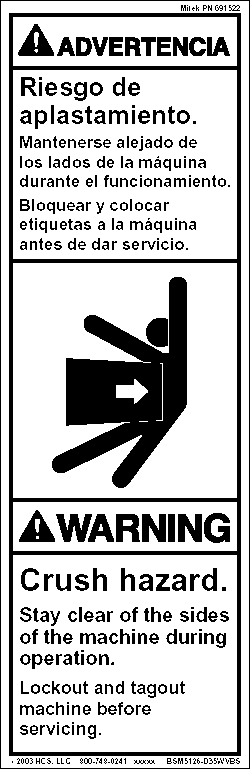 Mitek PN 691522
ADVERTENCIA
Riesgo de
aplastamiento.
Mantenerse alejado de
los lados de la máquina
durante el funcionamiento.
Bloquear y colocar
etiquetas a la máquina
antes de dar servicio.
WARNING
Crush hazard.
Stay clear of the sides
of the machine during
operation.
Lockout and tagout
machine before
servicing.
- 2003 HCS, LLC 800-748-0241 xxxxx BSM5126-D35WVBS